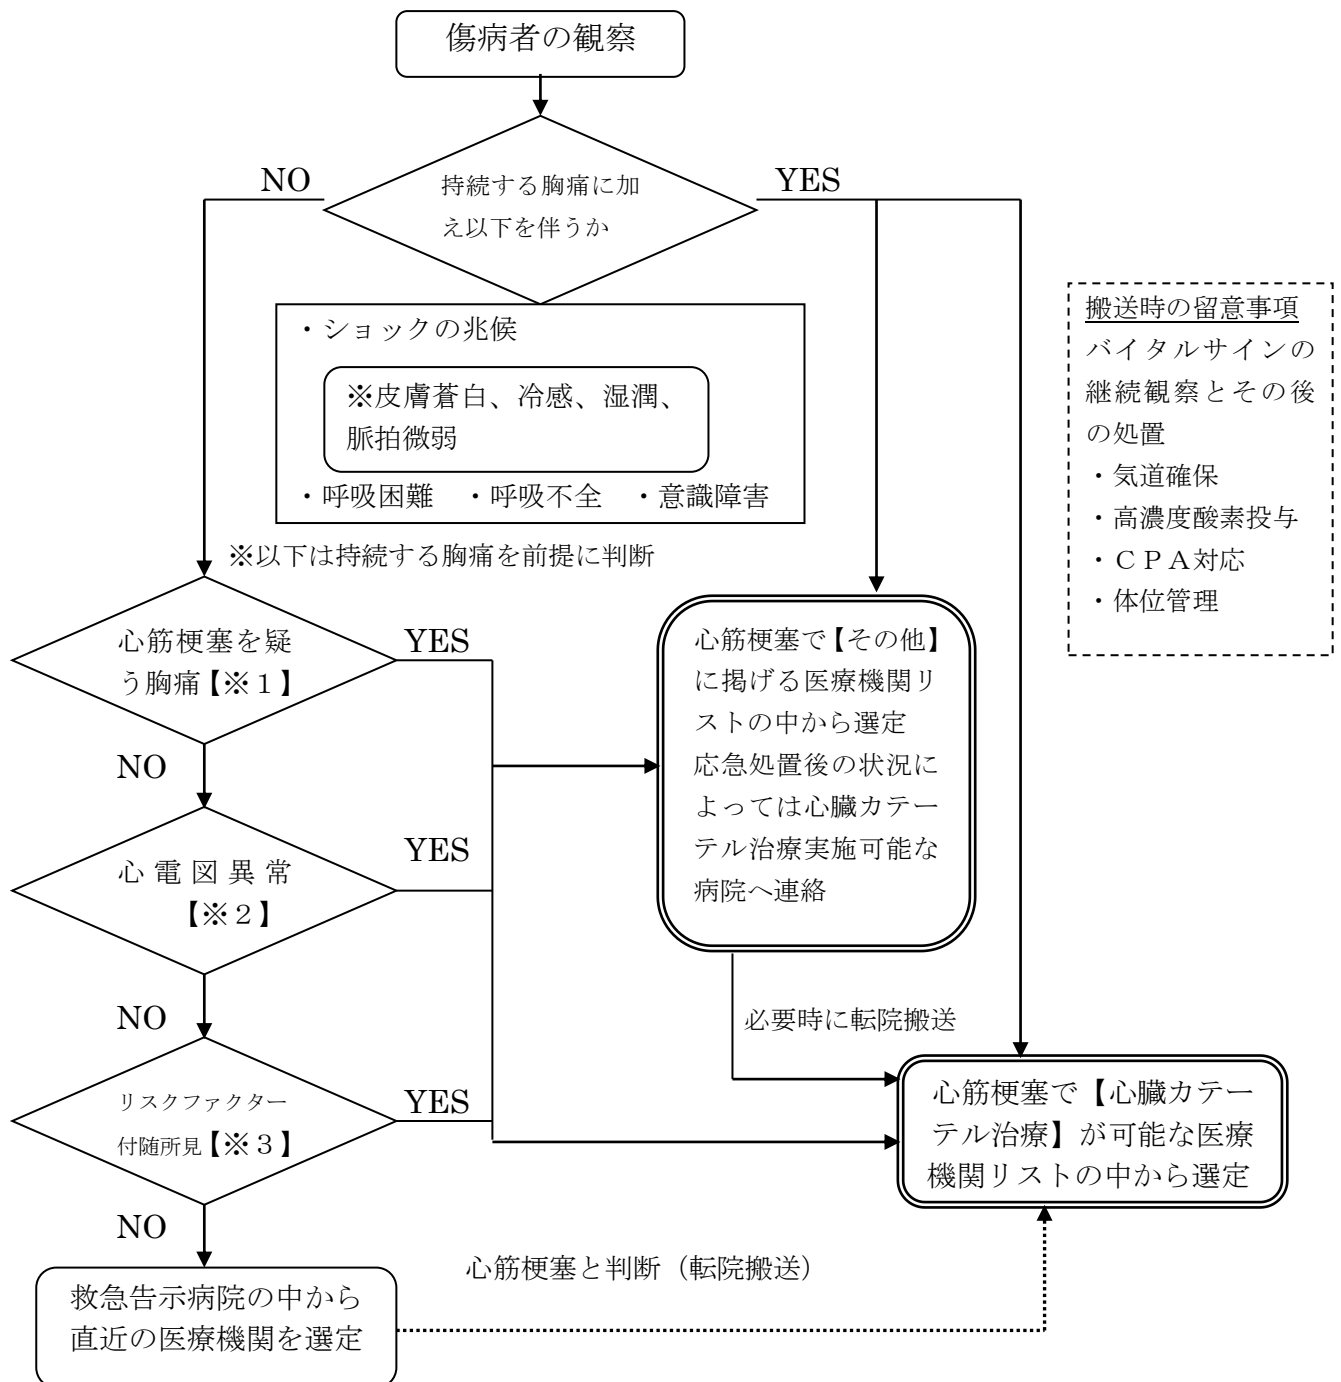 傷病者の観察
NO
YES
持続する胸痛に加
え以下を伴うか
・ショックの兆候
※皮膚蒼白、冷感、湿潤、
脈拍微弱
・呼吸困難　・呼吸不全　・意識障害
搬送時の留意事項
バイタルサインの
継続観察とその後
の処置
・気道確保
・高濃度酸素投与
・ＣＰＡ対応
・体位管理
※以下は持続する胸痛を前提に判断
心筋梗塞を疑
う胸痛【※１】
YES
NO
心筋梗塞で【その他】
に掲げる医療機関リ
ストの中から選定
応急処置後の状況に
よっては心臓カテー
テル治療実施可能な
病院へ連絡
心電図異常
【※２】
YES
NO
必要時に転院搬送
リスクファクター
付随所見【※３】
YES
NO
心筋梗塞で【心臓カテー
テル治療】が可能な医療
機関リストの中から選定
心筋梗塞と判断（転院搬送）
救急告示病院の中から
直近の医療機関を選定